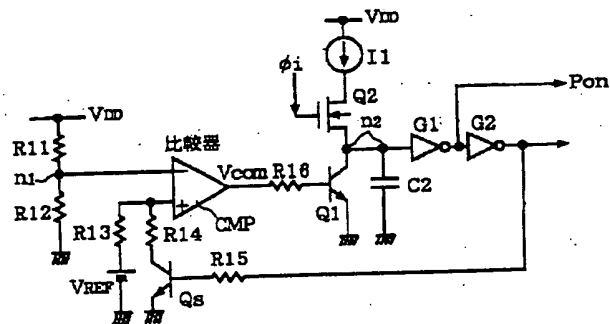 VDD
I1
φi
Q2
Pon
n2
G1
G2
VDD
比較器
R11
n1
Vcom
R16
R12
C2
Q1
CMP
R13
R14
R15
VREF
Qs